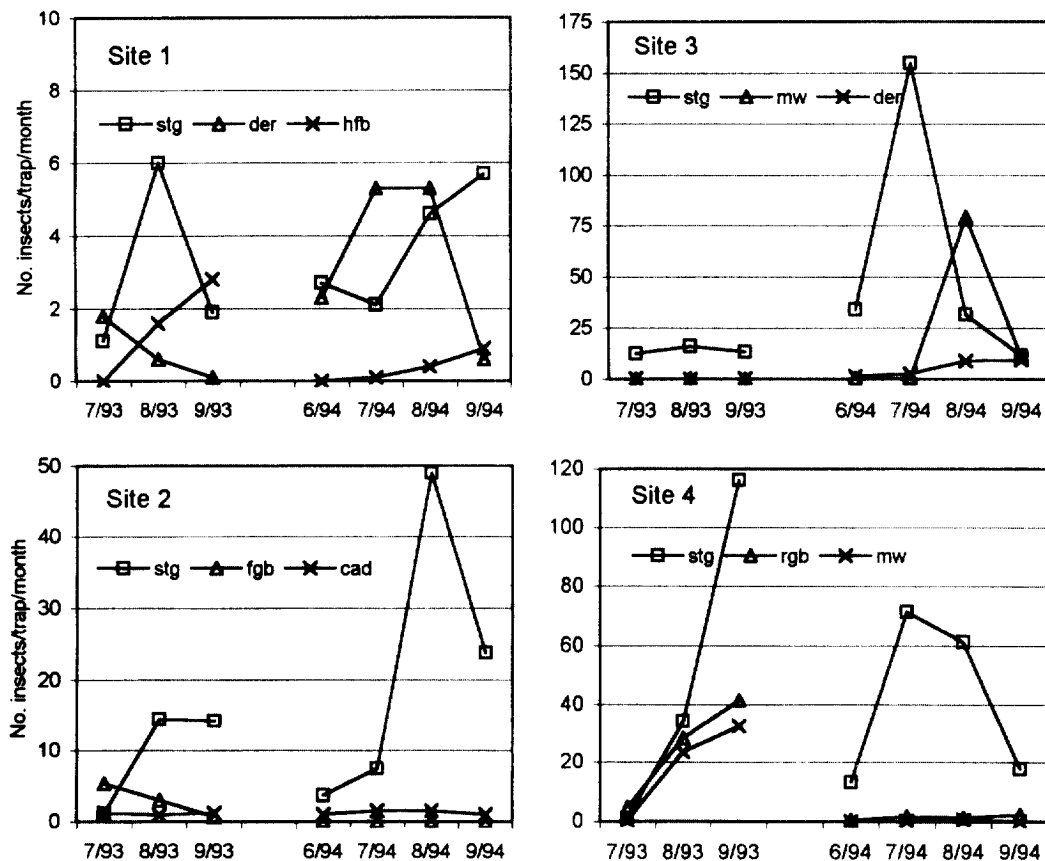 Site 1
stg der hfb
No. insects/trap/month
10
8
6
4
2
0
7/93 8/93 9/93 6/94 7/94 8/94 9/94
Site 3
stg mw der
175
150
125
100
75
50
25
0
7/93 8/93 9/93 6/94 7/94 8/94 9/94
Site 2
stg fgb cad
No. insects/trap/month
50
40
30
20
10
0
7/93 8/93 9/93 6/94 7/94 8/94 9/94
Site 4
stg rgb mw
120
100
80
60
40
20
0
7/93 8/93 9/93 6/94 7/94 8/94 9/94